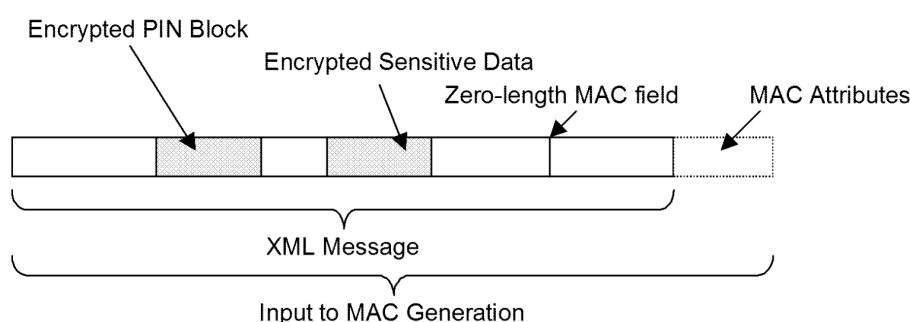 Encrypted PIN Block
Encrypted Sensitive Data
Zero-length MAC field
MAC Attributes
XML Message
Input to MAC Generation